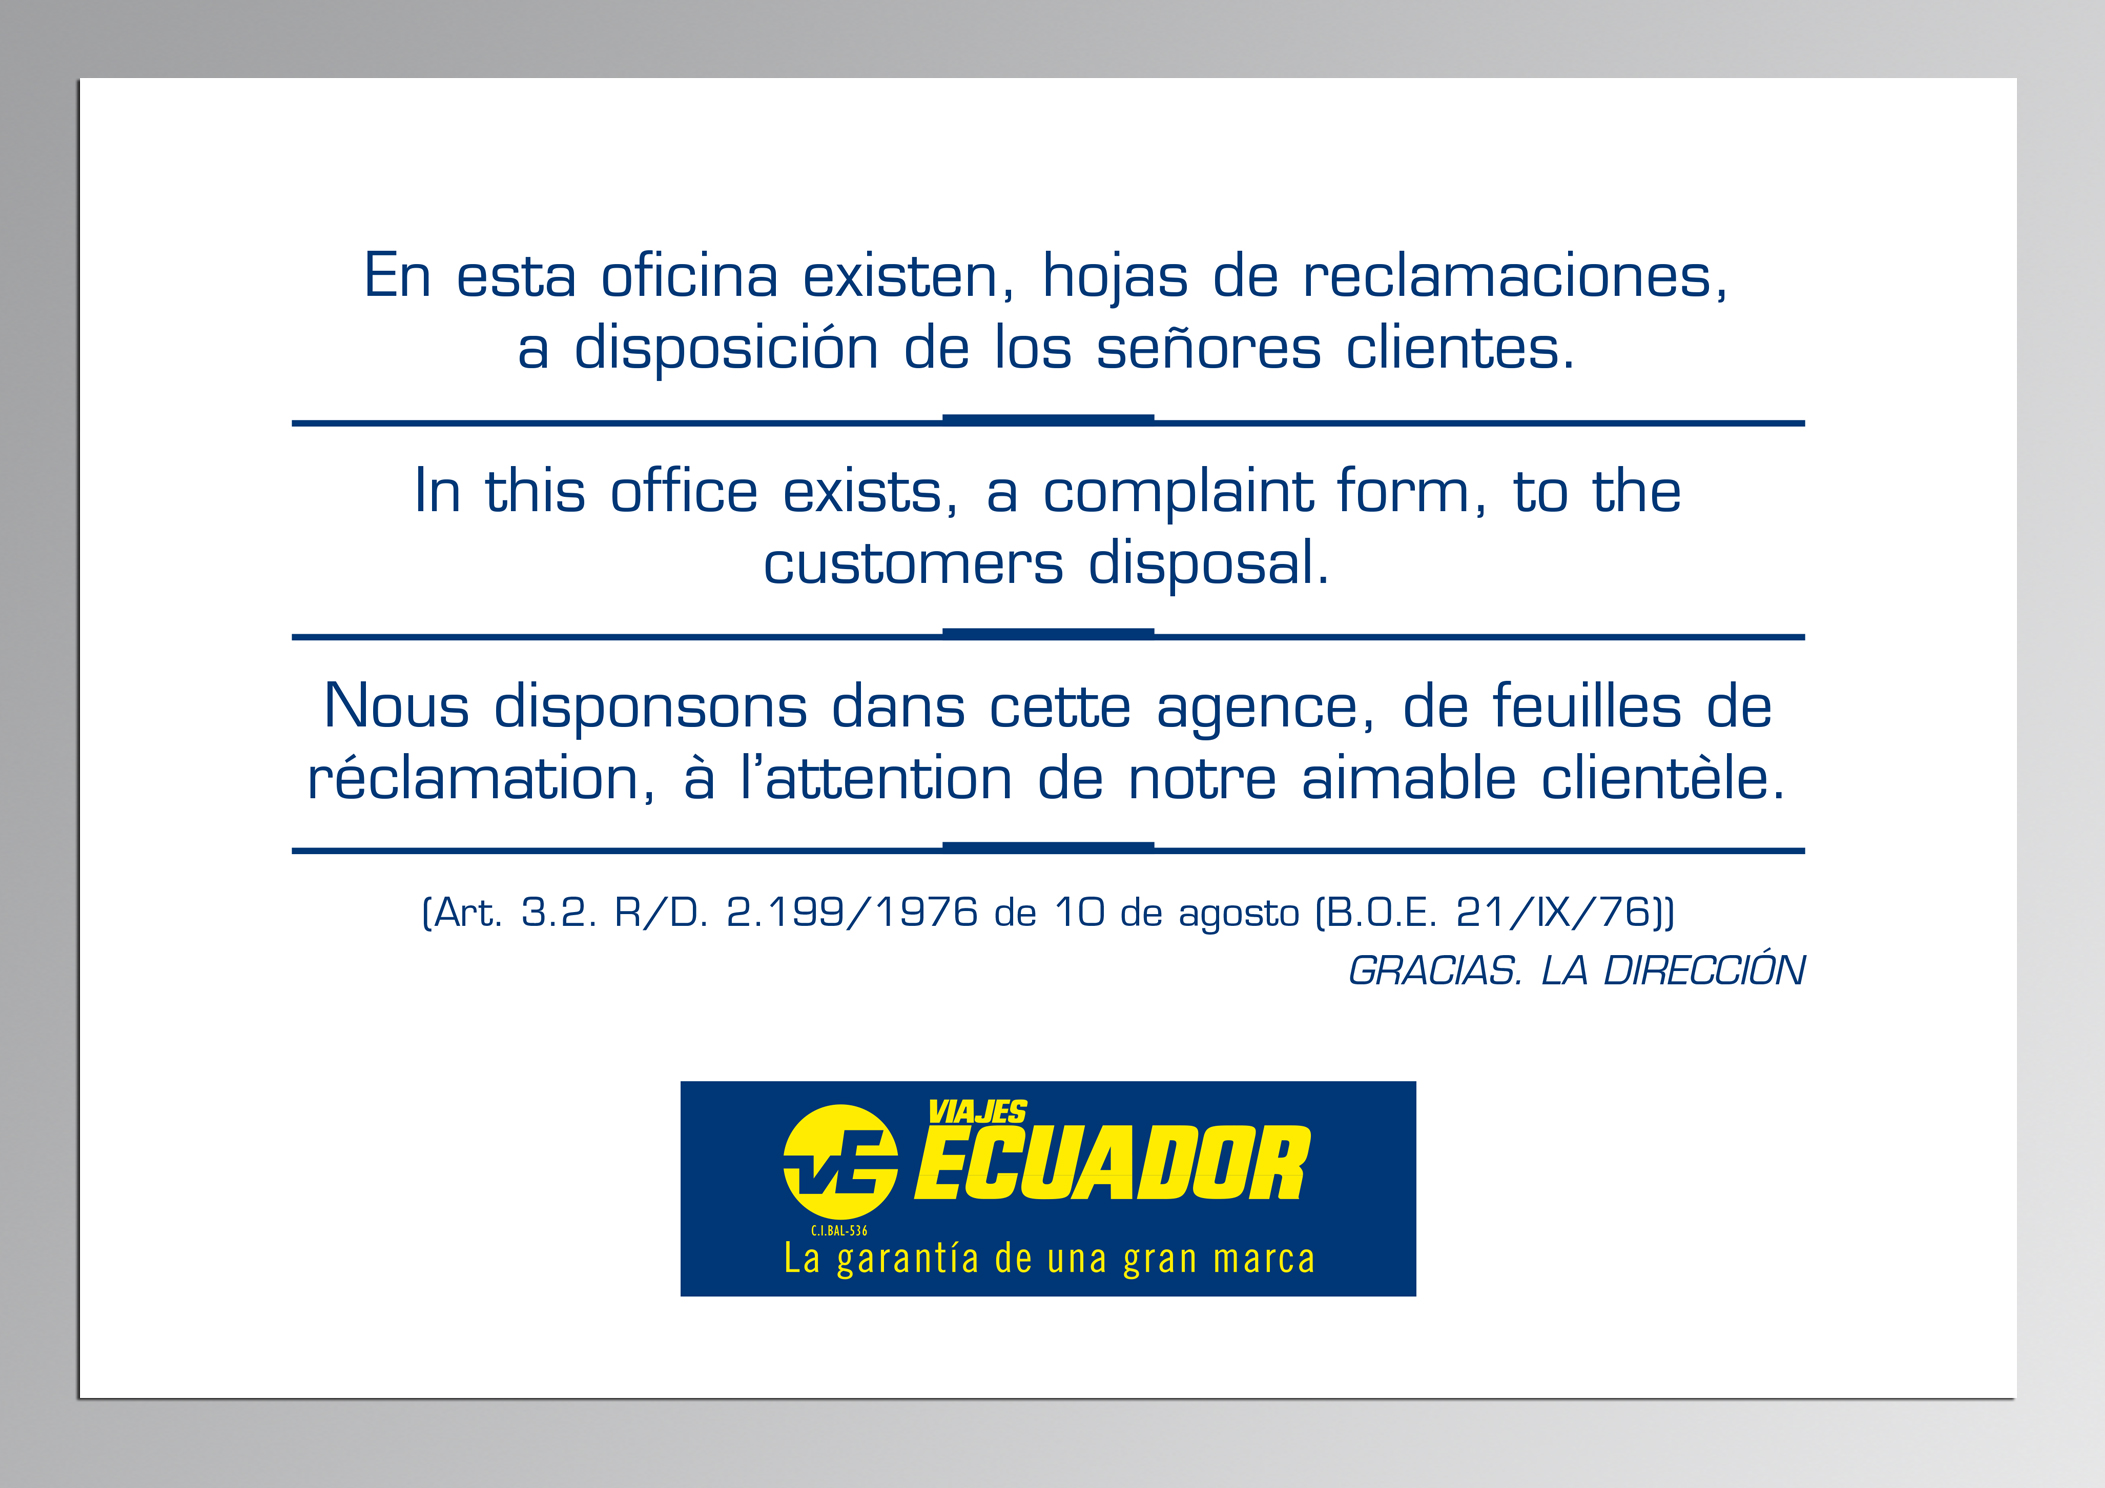 En esta oficina existen, hojas de reclamaciones,
a disposición de los señores clientes.
In this office exists, a complaint form, to the
customers disposal.
Nous disponsons dans cette agence, de feuilles de
réclamation, à l’attention de notre aimable clientèle.
(Art. 3.2. R/D. 2.199/1976 de 10 de agosto (B.O.E. 21/IX/76))
GRACIAS. LA DIRECCIÓN
VIAJES
VE ECUADOR
C.I.BAL-536
La garantía de una gran marca